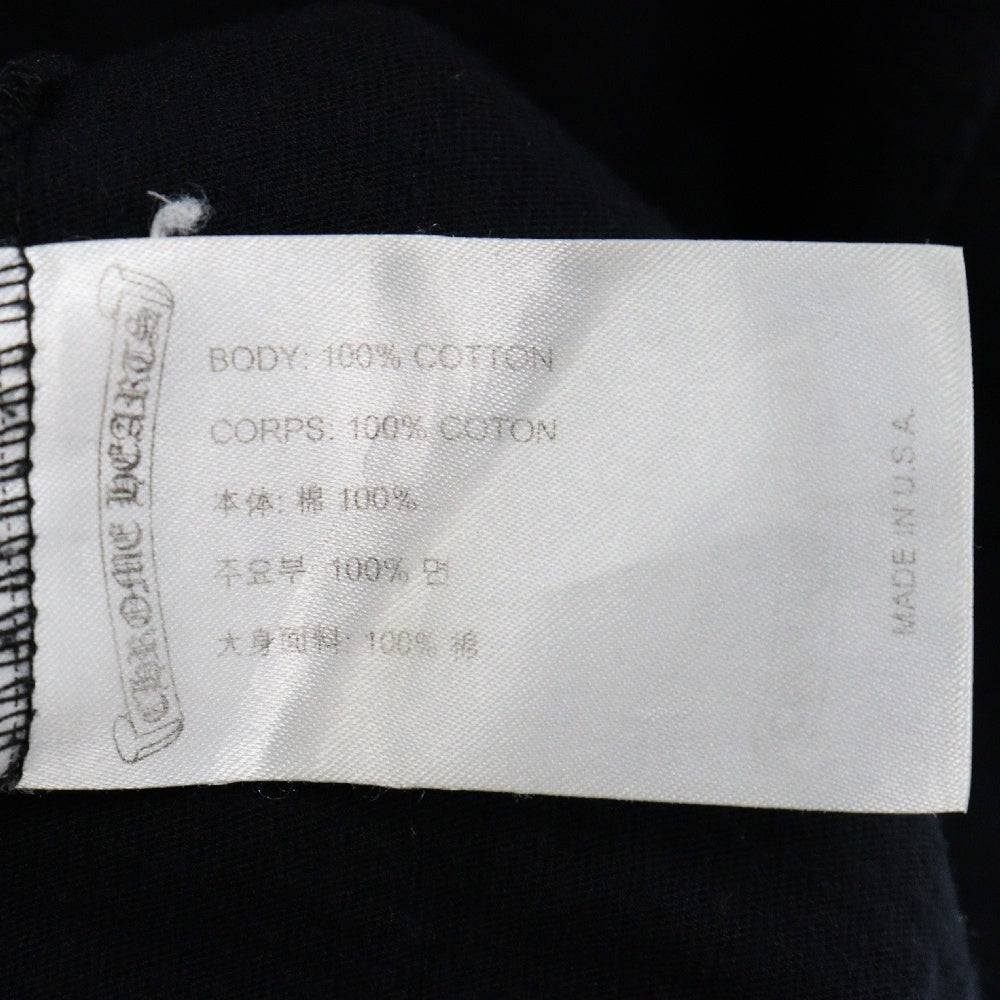 CHROME HEARTS
BODY: 100% COTTON
CORPS: 100% COTON
本体: 棉 100%
주요부 100% 면
大身面料: 100% 棉
MADE IN U.S.A.